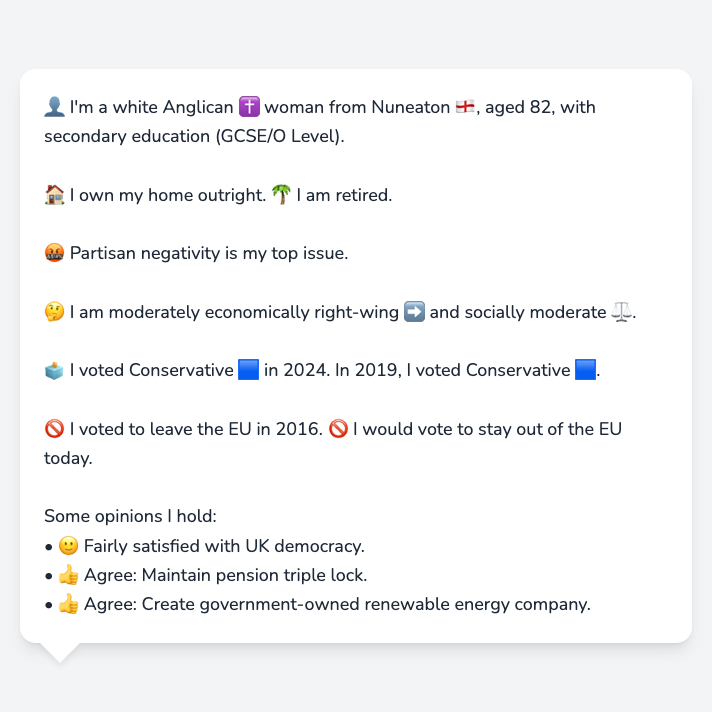 👤 I'm a white Anglican ✝️ woman from Nuneaton 🏴󠁧󠁢󠁥󠁮󠁧󠁿, aged 82, with
secondary education (GCSE/O Level).
🏠 I own my home outright. 🌴 I am retired.
🤬 Partisan negativity is my top issue.
🤔 I am moderately economically right-wing ➡️ and socially moderate ⚖️.
🗳️ I voted Conservative 🟦 in 2024. In 2019, I voted Conservative 🟦.
🚫 I voted to leave the EU in 2016. 🚫 I would vote to stay out of the EU
today.
Some opinions I hold:
• 🙂 Fairly satisfied with UK democracy.
• 👍 Agree: Maintain pension triple lock.
• 👍 Agree: Create government-owned renewable energy company.